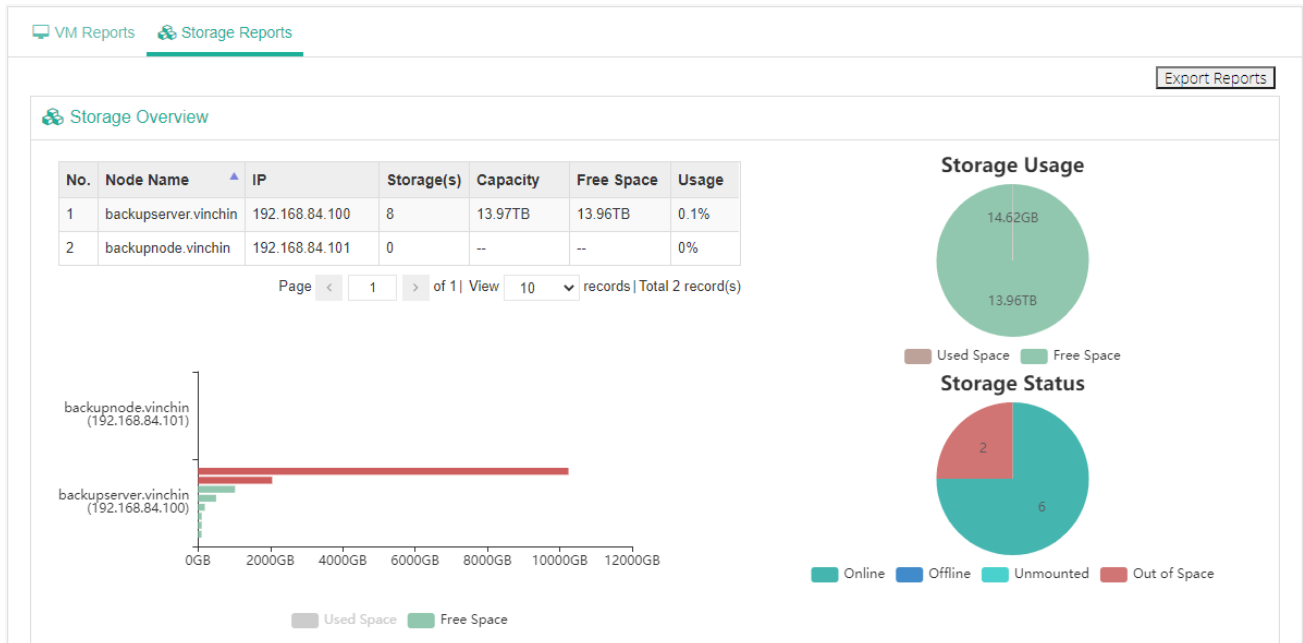 VM Reports Storage Reports
Export Reports
Storage Overview
No. Node Name IP Storage(s) Capacity Free Space Usage
1 backupserver.vinchin 192.168.84.100 8 13.97TB 13.96TB 0.1%
2 backupnode.vinchin 192.168.84.101 0 -- -- 0%
Page < 1 > of 1 | View 10 records | Total 2 record(s)
Storage Usage
14.62GB
13.96TB
Used Space Free Space
backupnode.vinchin
(192.168.84.101)
backupserver.vinchin
(192.168.84.100)
0GB 2000GB 4000GB 6000GB 8000GB 10000GB 12000GB
Used Space Free Space
Storage Status
2
6
Online Offline Unmounted Out of Space